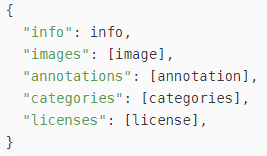 {
  "info": info,
  "images": [image],
  "annotations": [annotation],
  "categories": [categories],
  "licenses": [license],
}